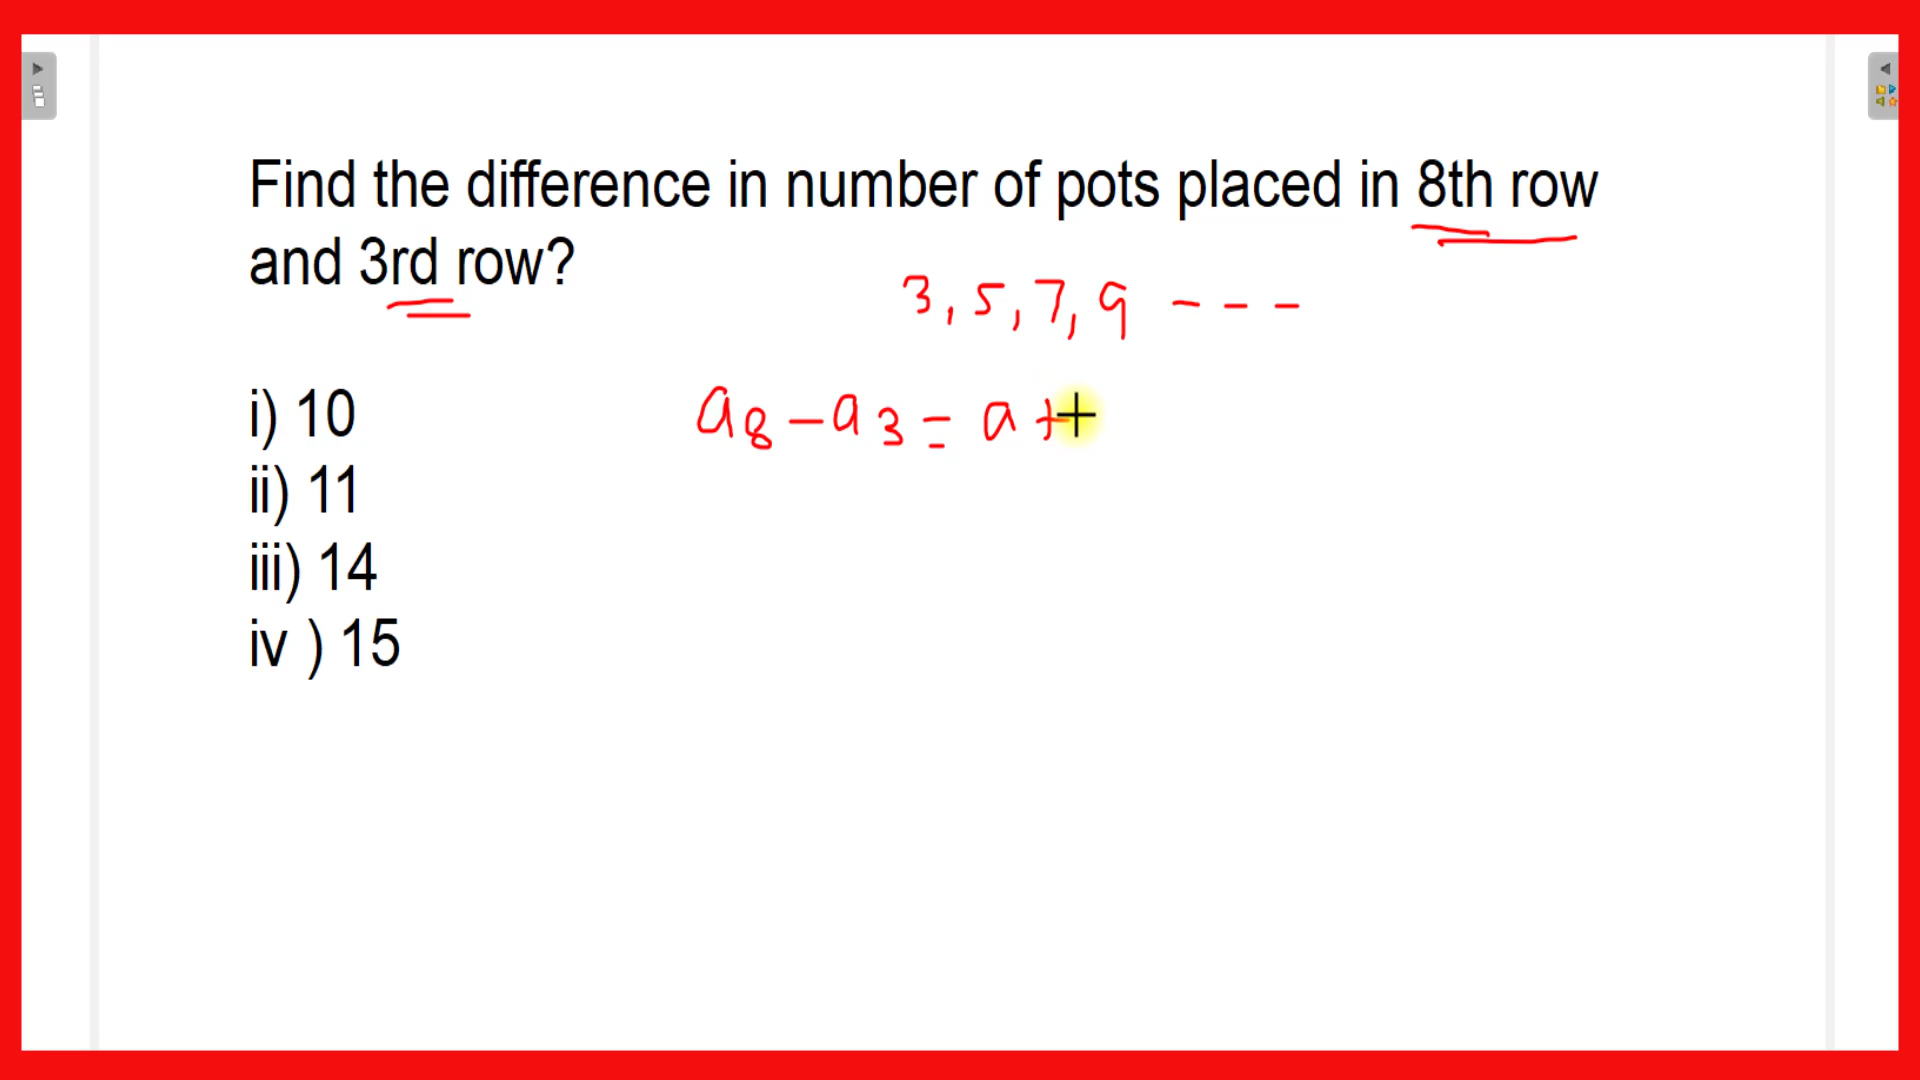 Find the difference in number of pots placed in 8th row
and 3rd row?
3, 5, 7, 9 - - -
i) 10
a8 - a3 = a +
ii) 11
iii) 14
iv ) 15